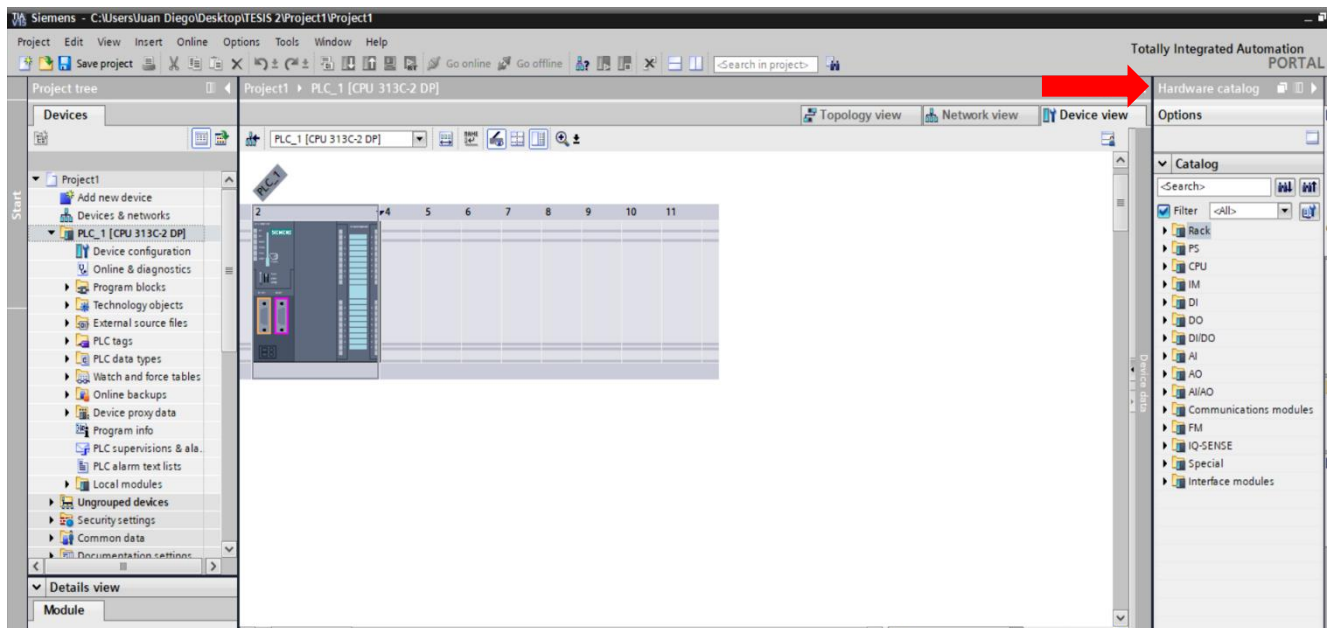 Siemens - C:\Users\Juan Diego\Desktop\TESIS 2\Project1\Project1
Project Edit View Insert Online Options Tools Window Help
Totally Integrated Automation
PORTAL
Save project
Go online
Go offline
<Search in project>
Project tree
Project1 PLC_1 [CPU 313C-2 DP]
Hardware catalog
Devices
Topology view
Network view
Device view
Options
PLC_1 [CPU 313C-2 DP]
Start
Project1
Add new device
Devices & networks
PLC_1 [CPU 313C-2 DP]
Device configuration
Online & diagnostics
Program blocks
Technology objects
External source files
PLC tags
PLC data types
Watch and force tables
Online backups
Device proxy data
Program info
PLC supervisions & ala.
PLC alarm text lists
Local modules
Ungrouped devices
Security settings
Common data
Documentation settings
Details view
Module
PLC_1
2 4 5 6 7 8 9 10 11
SIEMENS
Device data
Catalog
<Search>
Filter <All>
Rack
PS
CPU
IM
DI
DO
DI/DO
AI
AO
AI/AO
Communications modules
FM
IQ-SENSE
Special
Interface modules